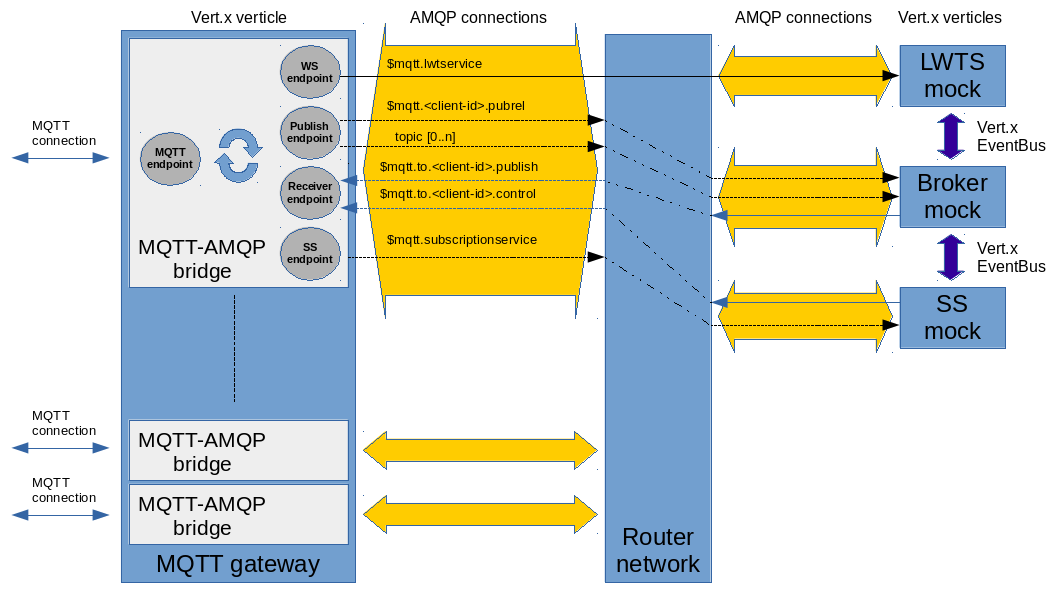 Vert.x verticle
AMQP connections
AMQP connections
Vert.x verticles
WS
endpoint
$mqtt.lwtservice
LWTS
mock
Publish
endpoint
$mqtt.<client-id>.pubrel
topic [0..n]
MQTT
connection
MQTT
endpoint
Vert.x
EventBus
Receiver
endpoint
$mqtt.to.<client-id>.publish
$mqtt.to.<client-id>.control
Broker
mock
SS
endpoint
$mqtt.subscriptionservice
MQTT-AMQP
bridge
Vert.x
EventBus
SS
mock
MQTT
connection
MQTT-AMQP
bridge
MQTT
connection
MQTT-AMQP
bridge
MQTT gateway
Router
network